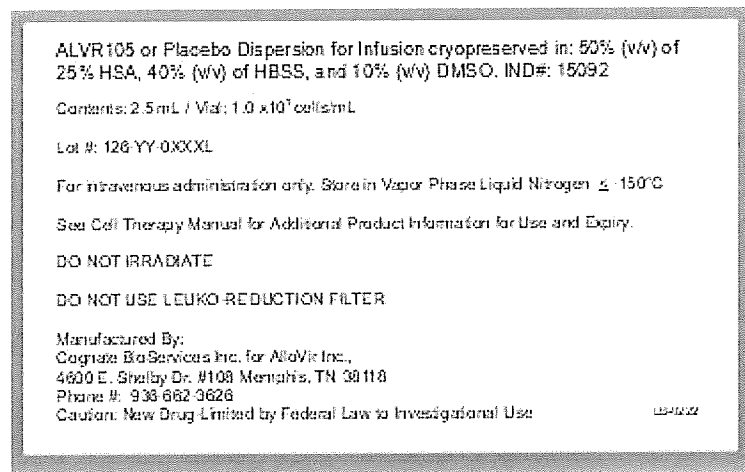 ALVR105 or Placebo Dispersion for Infusion cryopreserved in: 50% (v/v) of
25% HSA, 40% (v/v) of HBSS, and 10% (v/v) DMSO. IND#: 15092
Contents: 2.5 mL / Vial; 1.0 x10⁷ cells/mL
Lot #: 126-YY-0XXXL
For intravenous administration only. Store in Vapor Phase Liquid Nitrogen ≤ -150°C
See Cell Therapy Manual for Additional Product Information for Use and Expiry.
DO NOT IRRADIATE
DO NOT USE LEUKO-REDUCTION FILTER
Manufactured By:
Cognate BioServices Inc. for AlloVir Inc.,
4600 E. Shelby Dr. #108 Memphis, TN 38118
Phone #:
Caution: New Drug-Limited by Federal Law to Investigational Use